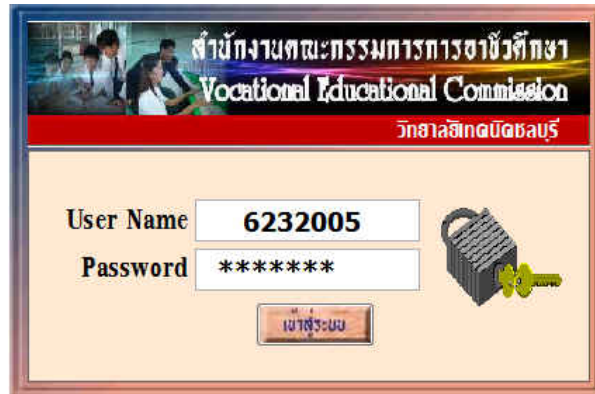 สำนักงานคณะกรรมการการอาชีวศึกษา
Vocational Educational Commission
วิทยาลัยเทคนิคชลบุรี
User Name 6232005
Password *******
เข้าสู่ระบบ